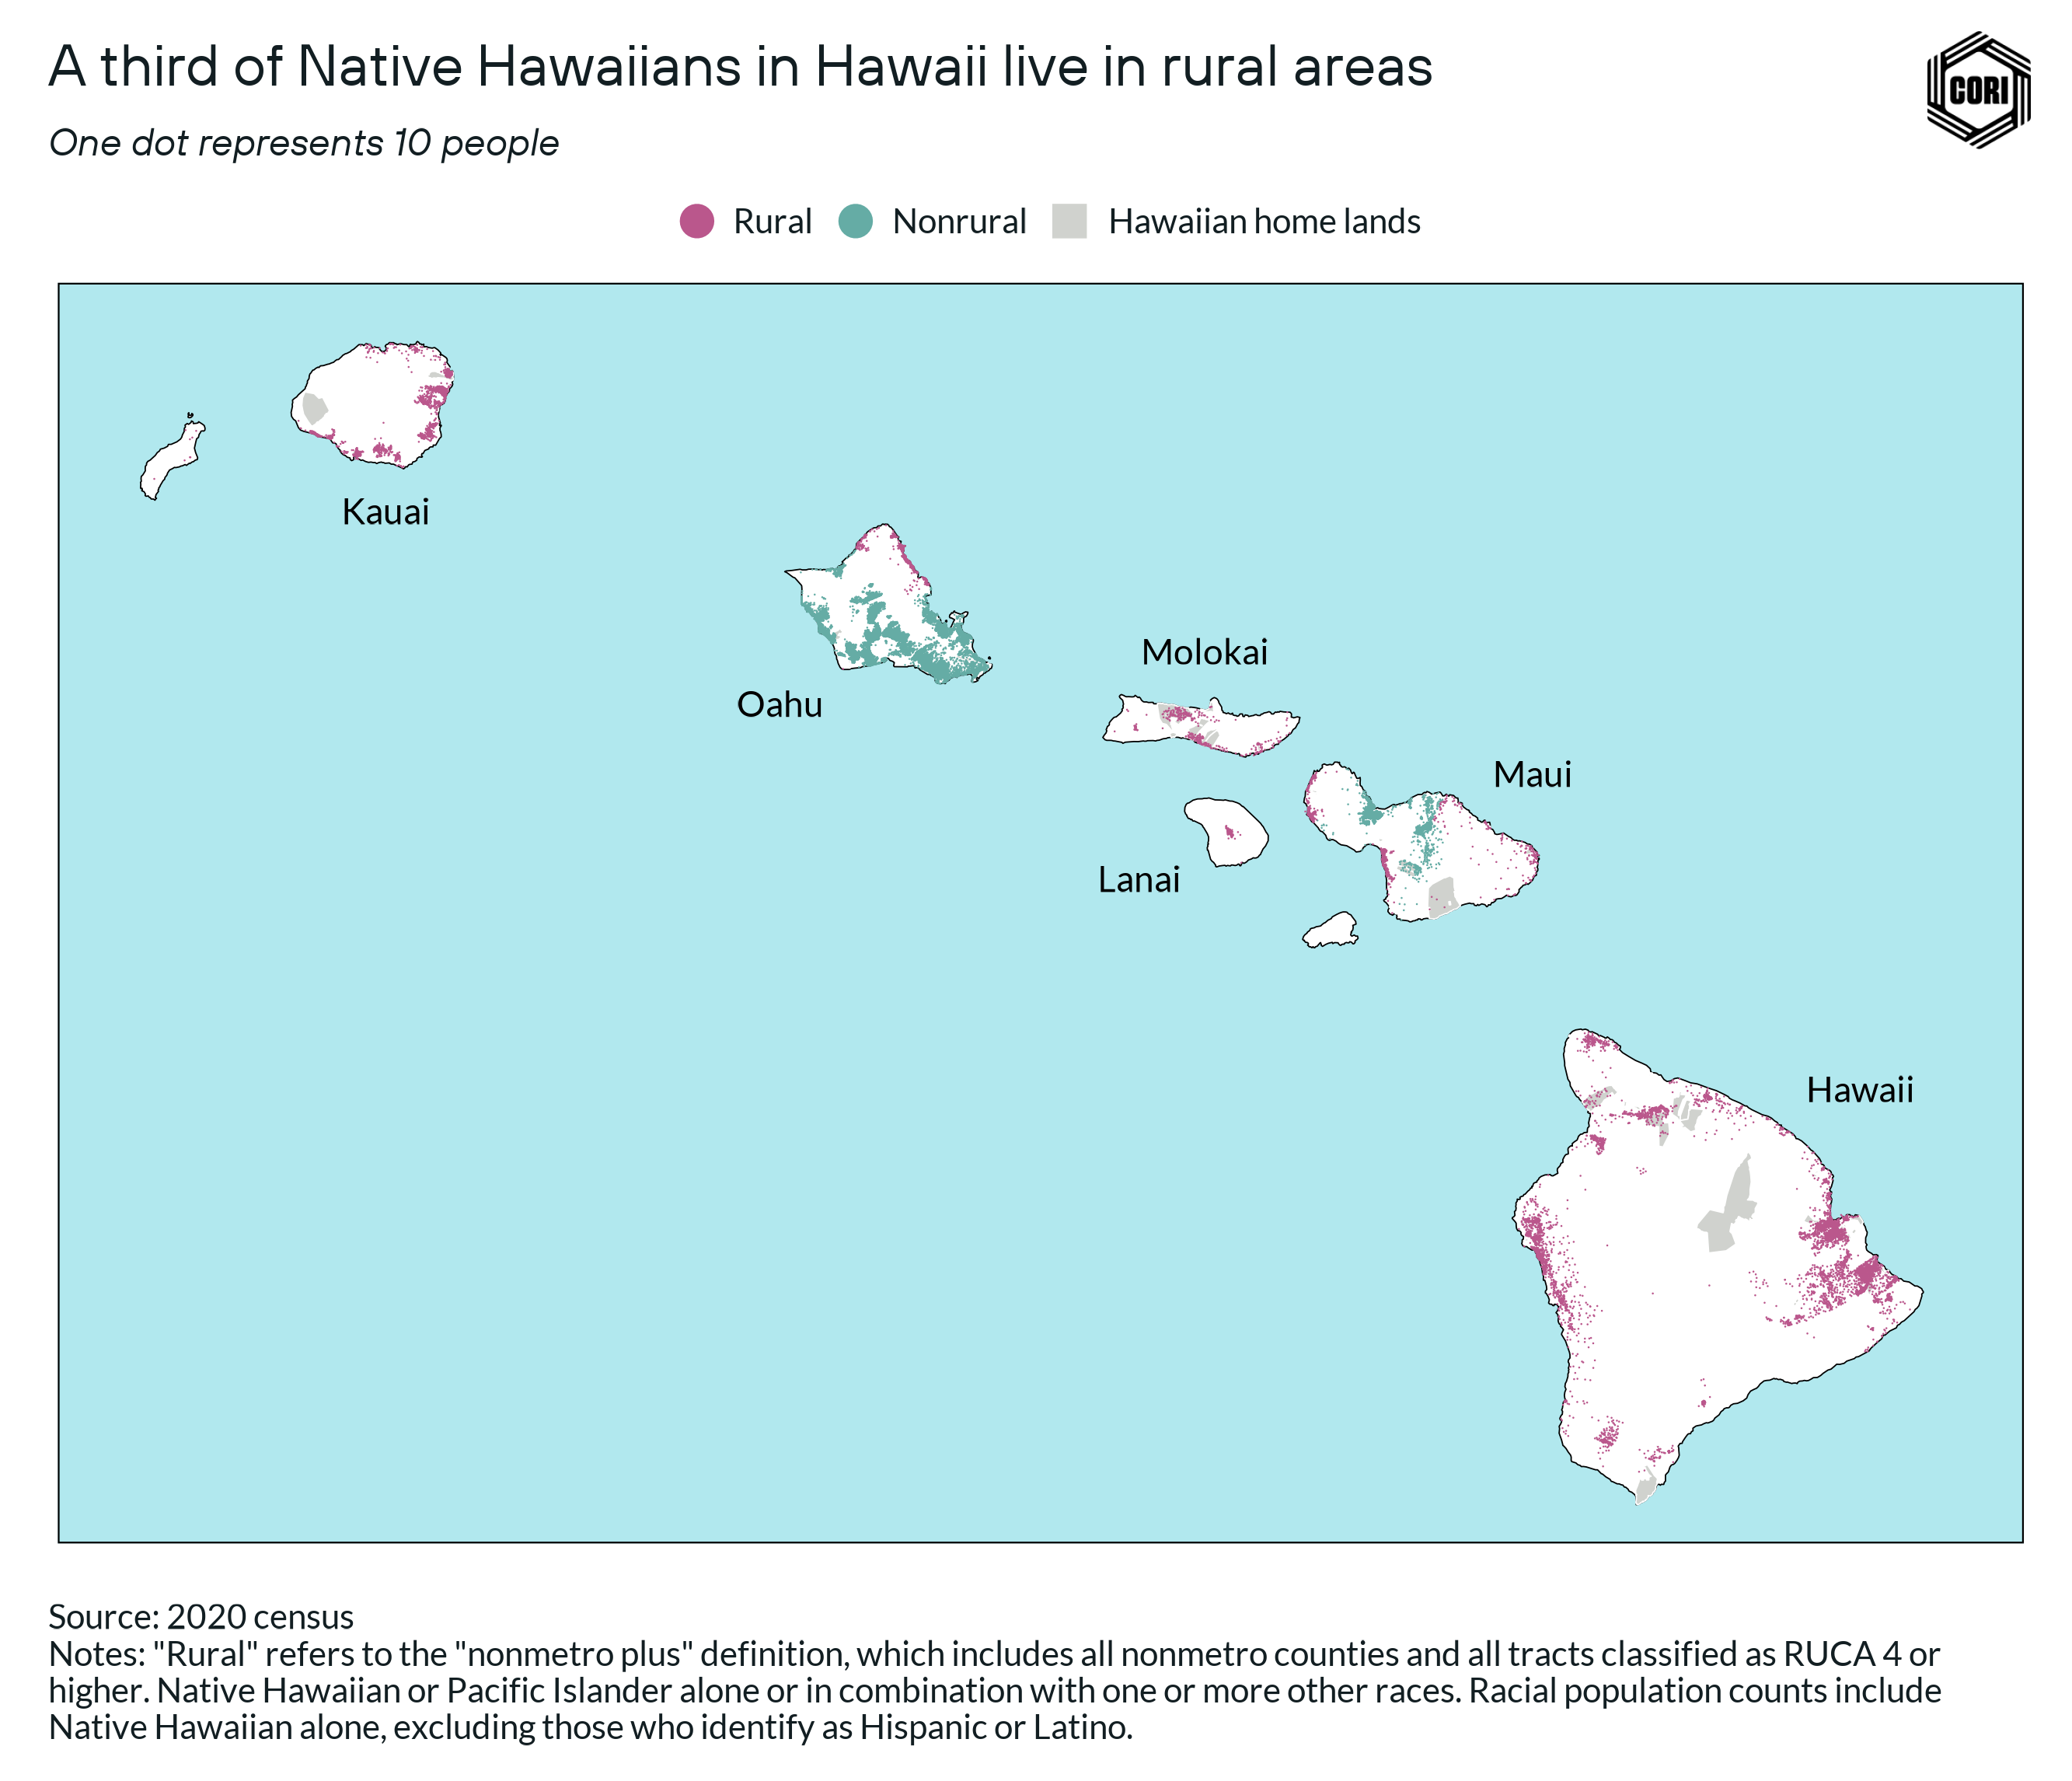 A third of Native Hawaiians in Hawaii live in rural areas
CORI
One dot represents 10 people
Rural
Nonrural
Hawaiian home lands
Kauai
Oahu
Molokai
Maui
Lanai
Hawaii
Source: 2020 census
Notes: "Rural" refers to the "nonmetro plus" definition, which includes all nonmetro counties and all tracts classified as RUCA 4 or
higher. Native Hawaiian or Pacific Islander alone or in combination with one or more other races. Racial population counts include
Native Hawaiian alone, excluding those who identify as Hispanic or Latino.